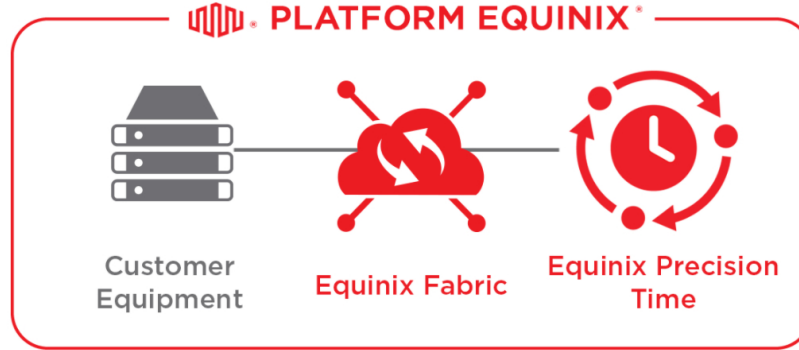 PLATFORM EQUINIX®
Customer
Equipment
Equinix Fabric
Equinix Precision
Time